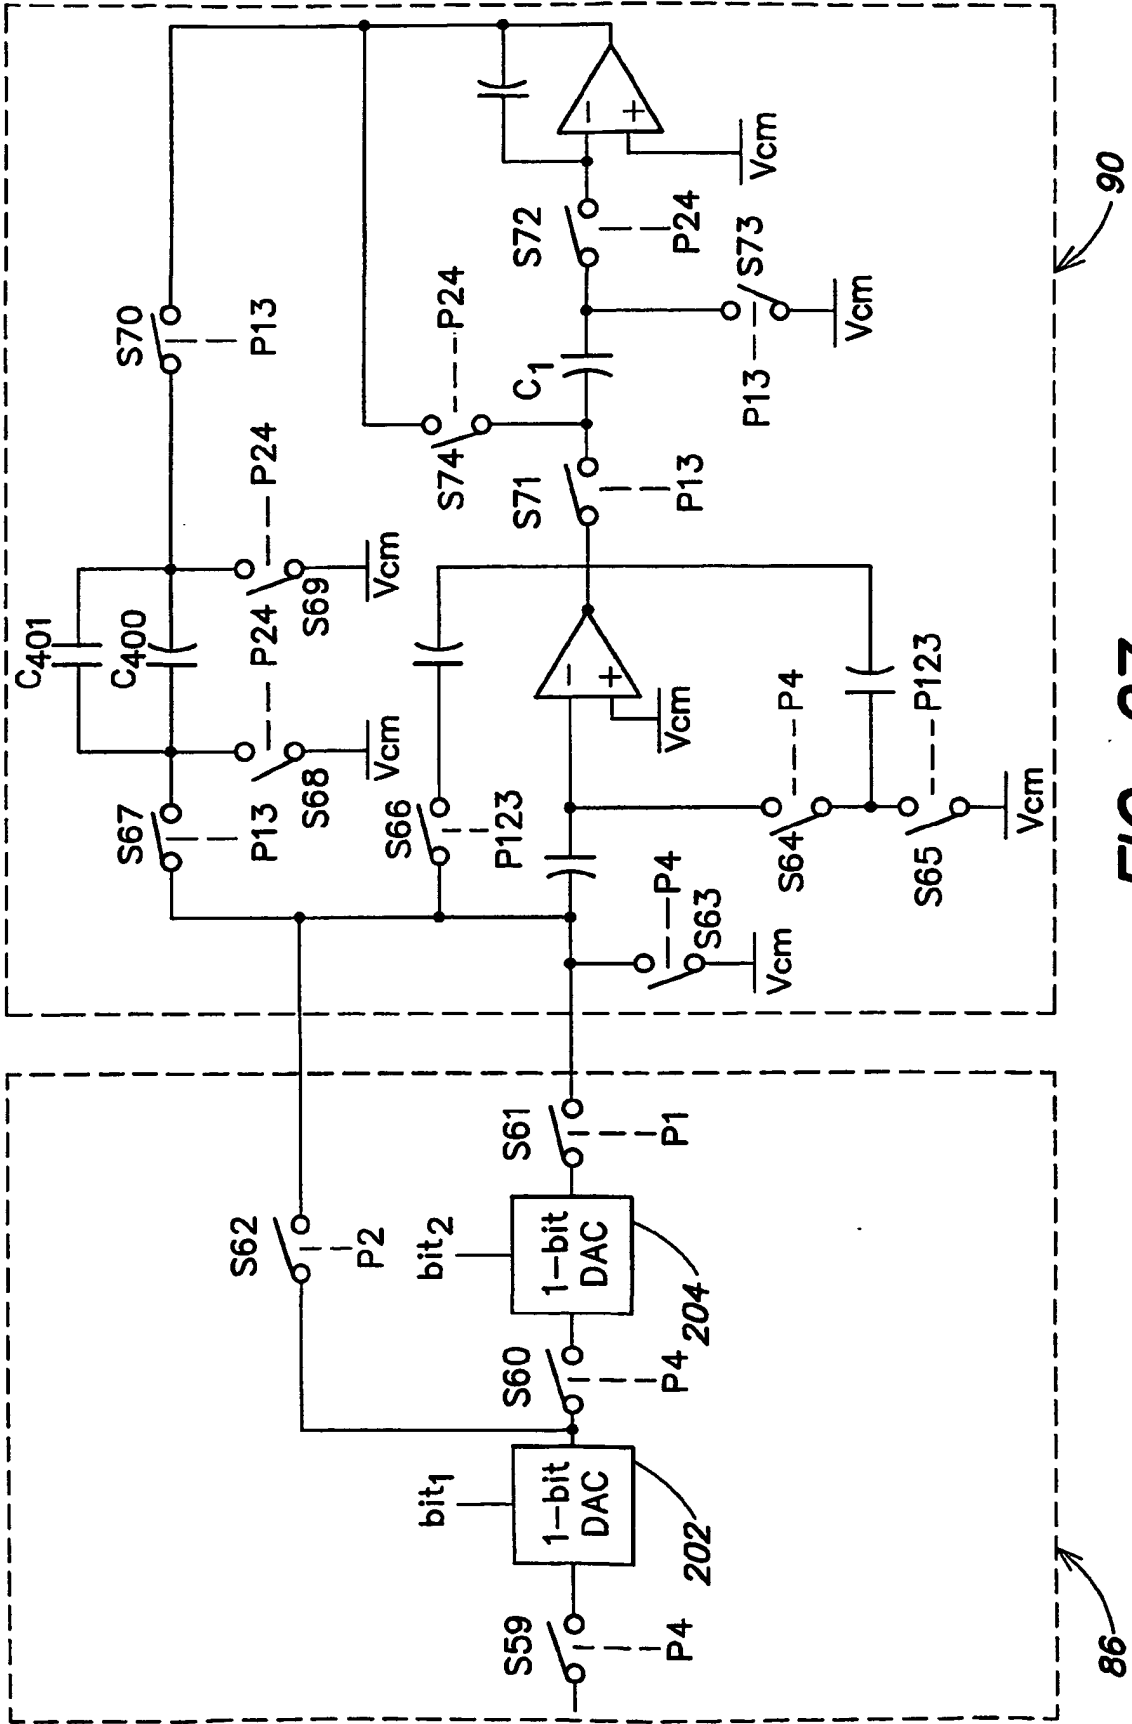 C401
C400
S67
S70
P13
P13
P24
P24
S68
S69
Vcm
Vcm
S62
P2
S66
P123
S74
P24
bit1
bit2
S59
1-bit
DAC
S60
1-bit
DAC
S61
S71
C1
S72
P4
P4
P1
P4
S63
Vcm
Vcm
P13
P24
202
204
S64
P4
P13
S73
Vcm
Vcm
S65
P123
Vcm
86
90
FIG.